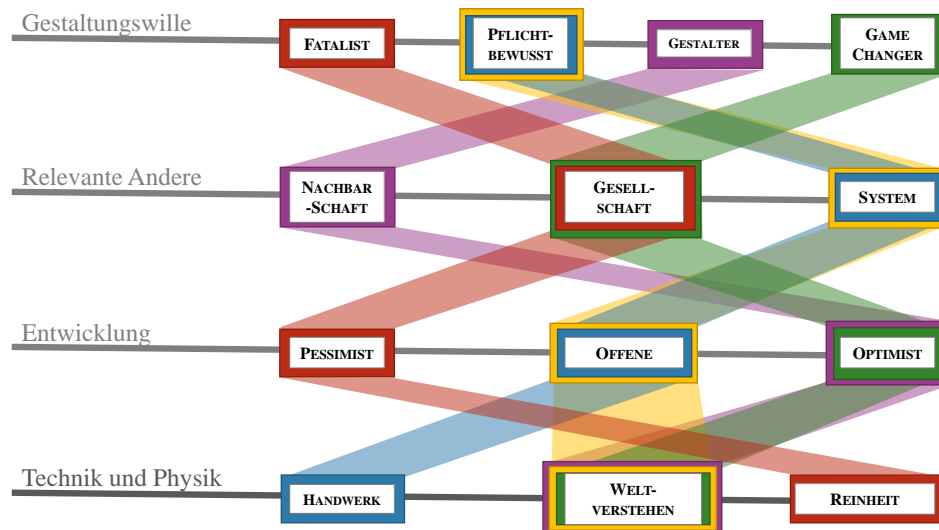 Gestaltungswille
FATALIST
PFLICHT-
BEWUSST
GESTALTER
GAME
CHANGER
Relevante Andere
NACHBAR
-SCHAFT
GESELL-
SCHAFT
SYSTEM
Entwicklung
PESSIMIST
OFFENE
OPTIMIST
Technik und Physik
HANDWERK
WELT-
VERSTEHEN
REINHEIT